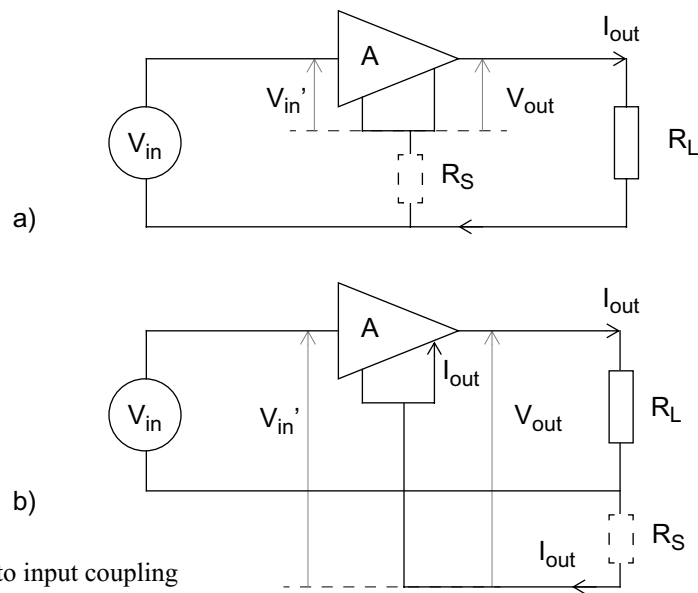 I_out
A
V_in'
V_out
V_in
R_L
R_S
a)
I_out
A
I_out
V_in
V_in'
V_out
R_L
b)
R_S
I_out
to input coupling